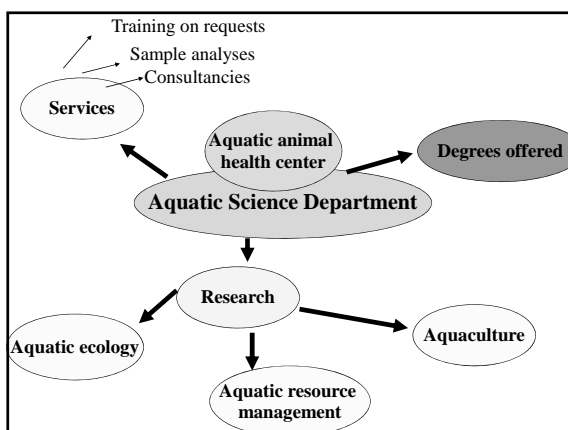 Training on requests
Sample analyses
Consultancies
Services
Aquatic animal
health center
Degrees offered
Aquatic Science Department
Research
Aquatic ecology
Aquaculture
Aquatic resource
management